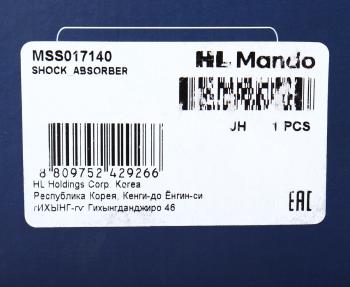 MSS017140
SHOCK ABSORBER
HL Mando
JH 1 PCS
8 809752 429266
HL Holdings Corp. Korea
Республика Корея, Кенги-до Ёнгин-си
гИХЫНГ-гу Гихынгданджиро 46
EAC